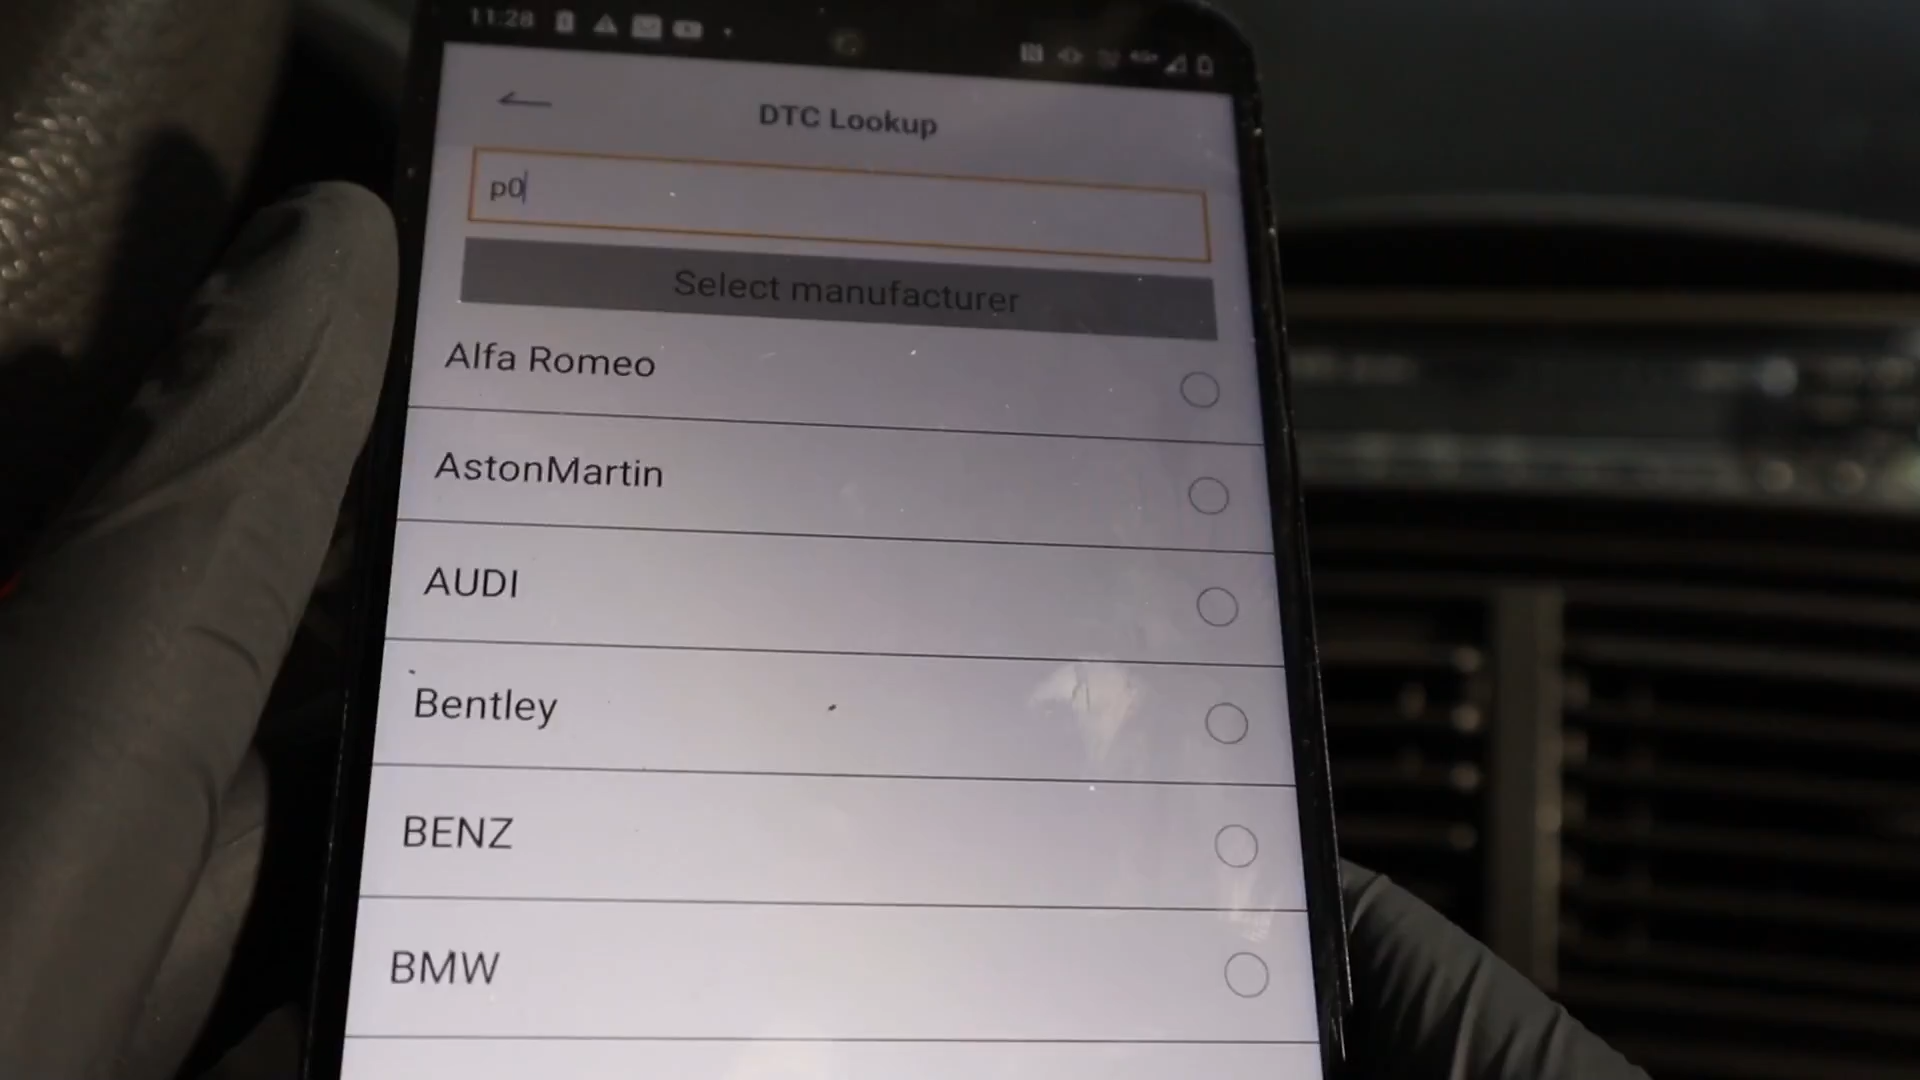 11:28
DTC Lookup
p0
Select manufacturer
Alfa Romeo
AstonMartin
AUDI
Bentley
BENZ
BMW